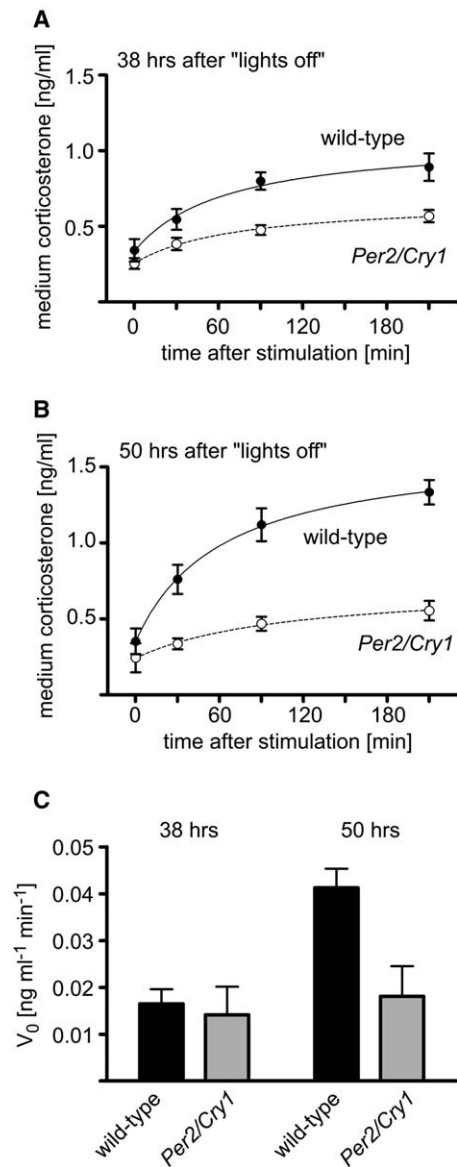 A
38 hrs after "lights off"
medium corticosterone [ng/ml]
1.5
1.0
0.5
wild-type
Per2/Cry1
0 60 120 180
time after stimulation [min]
B
50 hrs after "lights off"
medium corticosterone [ng/ml]
1.5
1.0
0.5
wild-type
Per2/Cry1
0 60 120 180
time after stimulation [min]
C
38 hrs 50 hrs
V0 [ng ml-1 min-1]
0.05
0.04
0.03
0.02
0.01
wild-type Per2/Cry1 wild-type Per2/Cry1